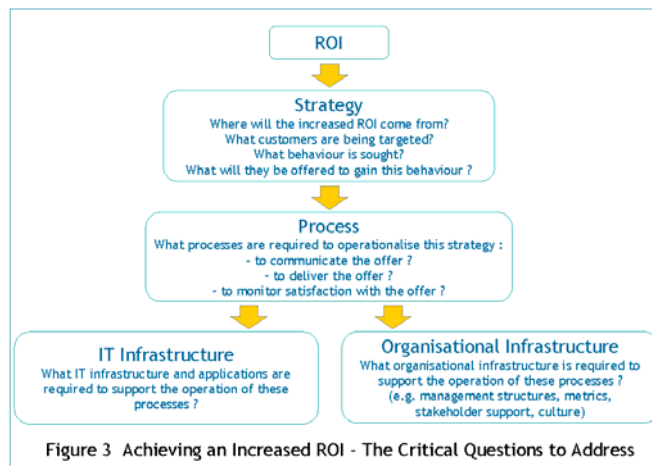 ROI
Strategy
Where will the increased ROI come from?
What customers are being targeted?
What behaviour is sought?
What will they be offered to gain this behaviour ?
Process
What processes are required to operationalise this strategy :
- to communicate the offer ?
- to deliver the offer ?
- to monitor satisfaction with the offer ?
IT Infrastructure
What IT infrastructure and applications are
required to support the operation of these
processes ?
Organisational Infrastructure
What organisational infrastructure is required to
support the operation of these processes ?
(e.g. management structures, metrics,
stakeholder support, culture)
Figure 3 Achieving an Increased ROI - The Critical Questions to Address